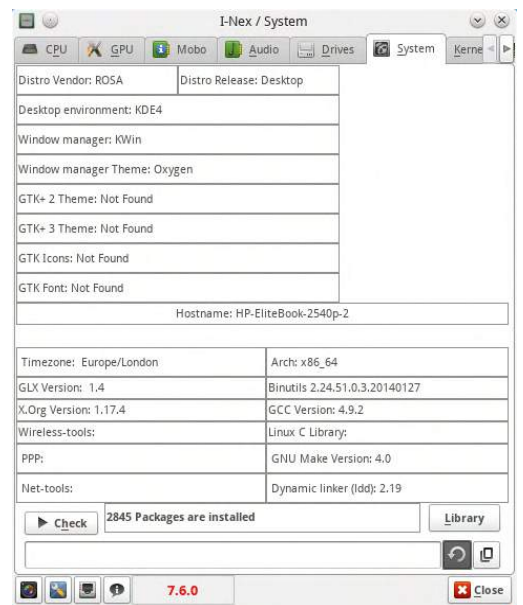 I-Nex / System
CPU GPU Mobo Audio Drives System Kerne
Distro Vendor: ROSA Distro Release: Desktop
Desktop environment: KDE4
Window manager: KWin
Window manager Theme: Oxygen
GTK+ 2 Theme: Not Found
GTK+ 3 Theme: Not Found
GTK Icons: Not Found
GTK Font: Not Found
Hostname: HP-EliteBook-2540p-2
Timezone: Europe/London Arch: x86_64
GLX Version: 1.4 Binutils 2.24.51.0.3.20140127
X.Org Version: 1.17.4 GCC Version: 4.9.2
Wireless-tools: Linux C Library:
PPP: GNU Make Version: 4.0
Net-tools: Dynamic linker (ldd): 2.19
Check 2845 Packages are installed Library
7.6.0 Close